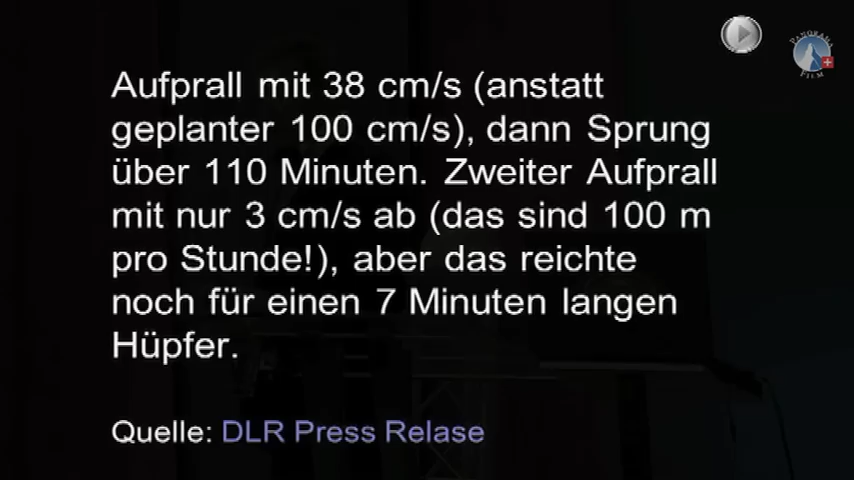 PANORAMA
FILM
Aufprall mit 38 cm/s (anstatt
geplanter 100 cm/s), dann Sprung
über 110 Minuten. Zweiter Aufprall
mit nur 3 cm/s ab (das sind 100 m
pro Stunde!), aber das reichte
noch für einen 7 Minuten langen
Hüpfer.
Quelle: DLR Press Relase